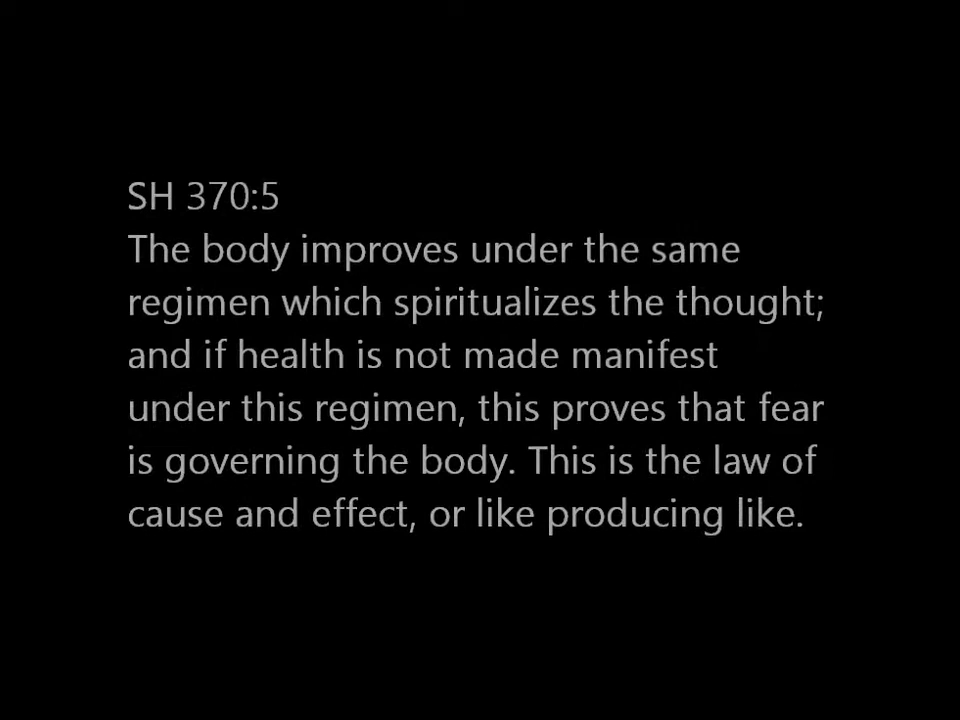 SH 370:5
The body improves under the same
regimen which spiritualizes the thought;
and if health is not made manifest
under this regimen, this proves that fear
is governing the body. This is the law of
cause and effect, or like producing like.